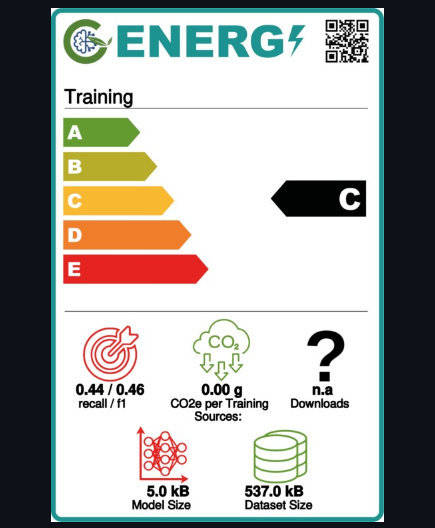 ENERG
Training
A
B
C
C
D
E
CO2
?
0.44 / 0.46
recall / f1
0.00 g
CO2e per Training
Sources:
n.a
Downloads
5.0 kB
Model Size
537.0 kB
Dataset Size